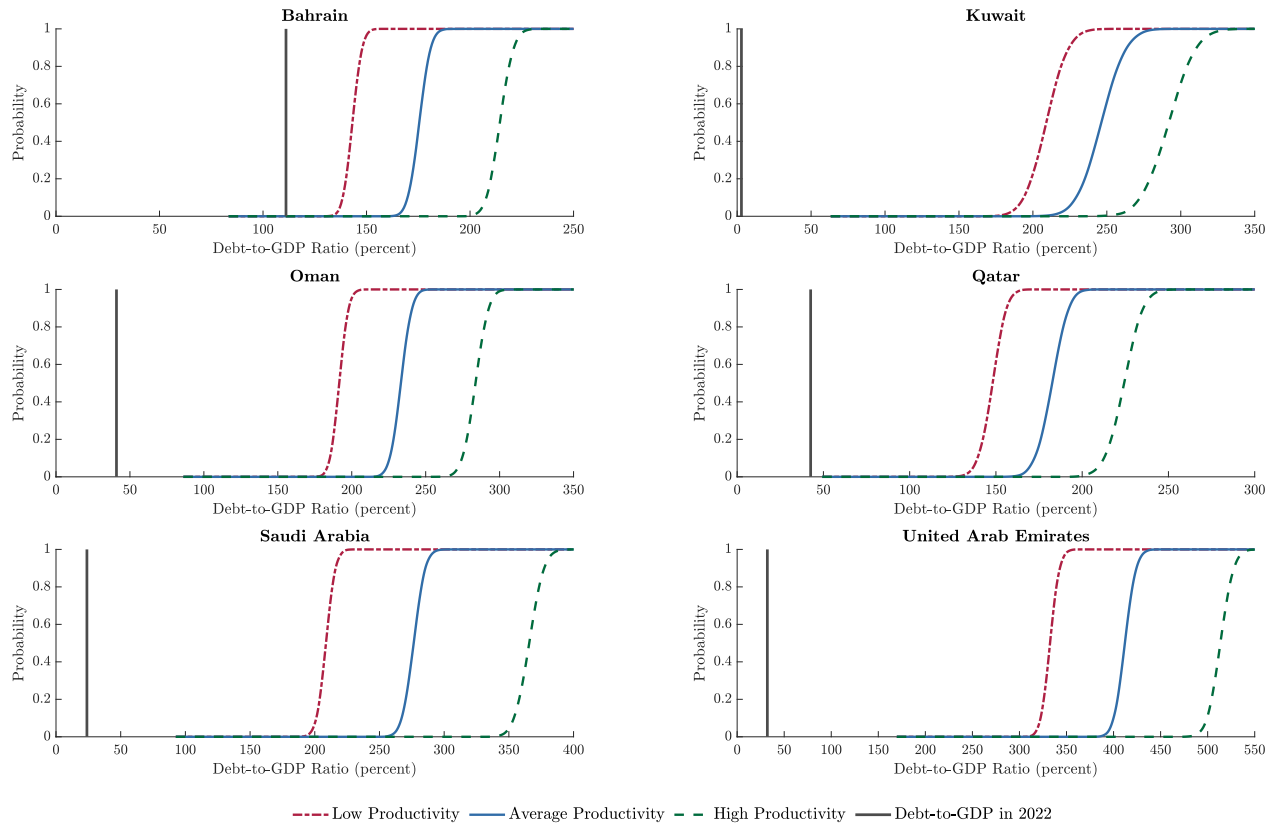 Bahrain
1
0.8
0.6
0.4
0.2
0
Probability
0 50 100 150 200 250
Debt-to-GDP Ratio (percent)
Kuwait
1
0.8
0.6
0.4
0.2
0
Probability
0 50 100 150 200 250 300 350
Debt-to-GDP Ratio (percent)
Oman
1
0.8
0.6
0.4
0.2
0
Probability
0 50 100 150 200 250 300 350
Debt-to-GDP Ratio (percent)
Qatar
1
0.8
0.6
0.4
0.2
0
Probability
0 50 100 150 200 250 300
Debt-to-GDP Ratio (percent)
Saudi Arabia
1
0.8
0.6
0.4
0.2
0
Probability
0 50 100 150 200 250 300 350 400
Debt-to-GDP Ratio (percent)
United Arab Emirates
1
0.8
0.6
0.4
0.2
0
Probability
0 50 100 150 200 250 300 350 400 450 500 550
Debt-to-GDP Ratio (percent)
Low Productivity Average Productivity High Productivity Debt-to-GDP in 2022